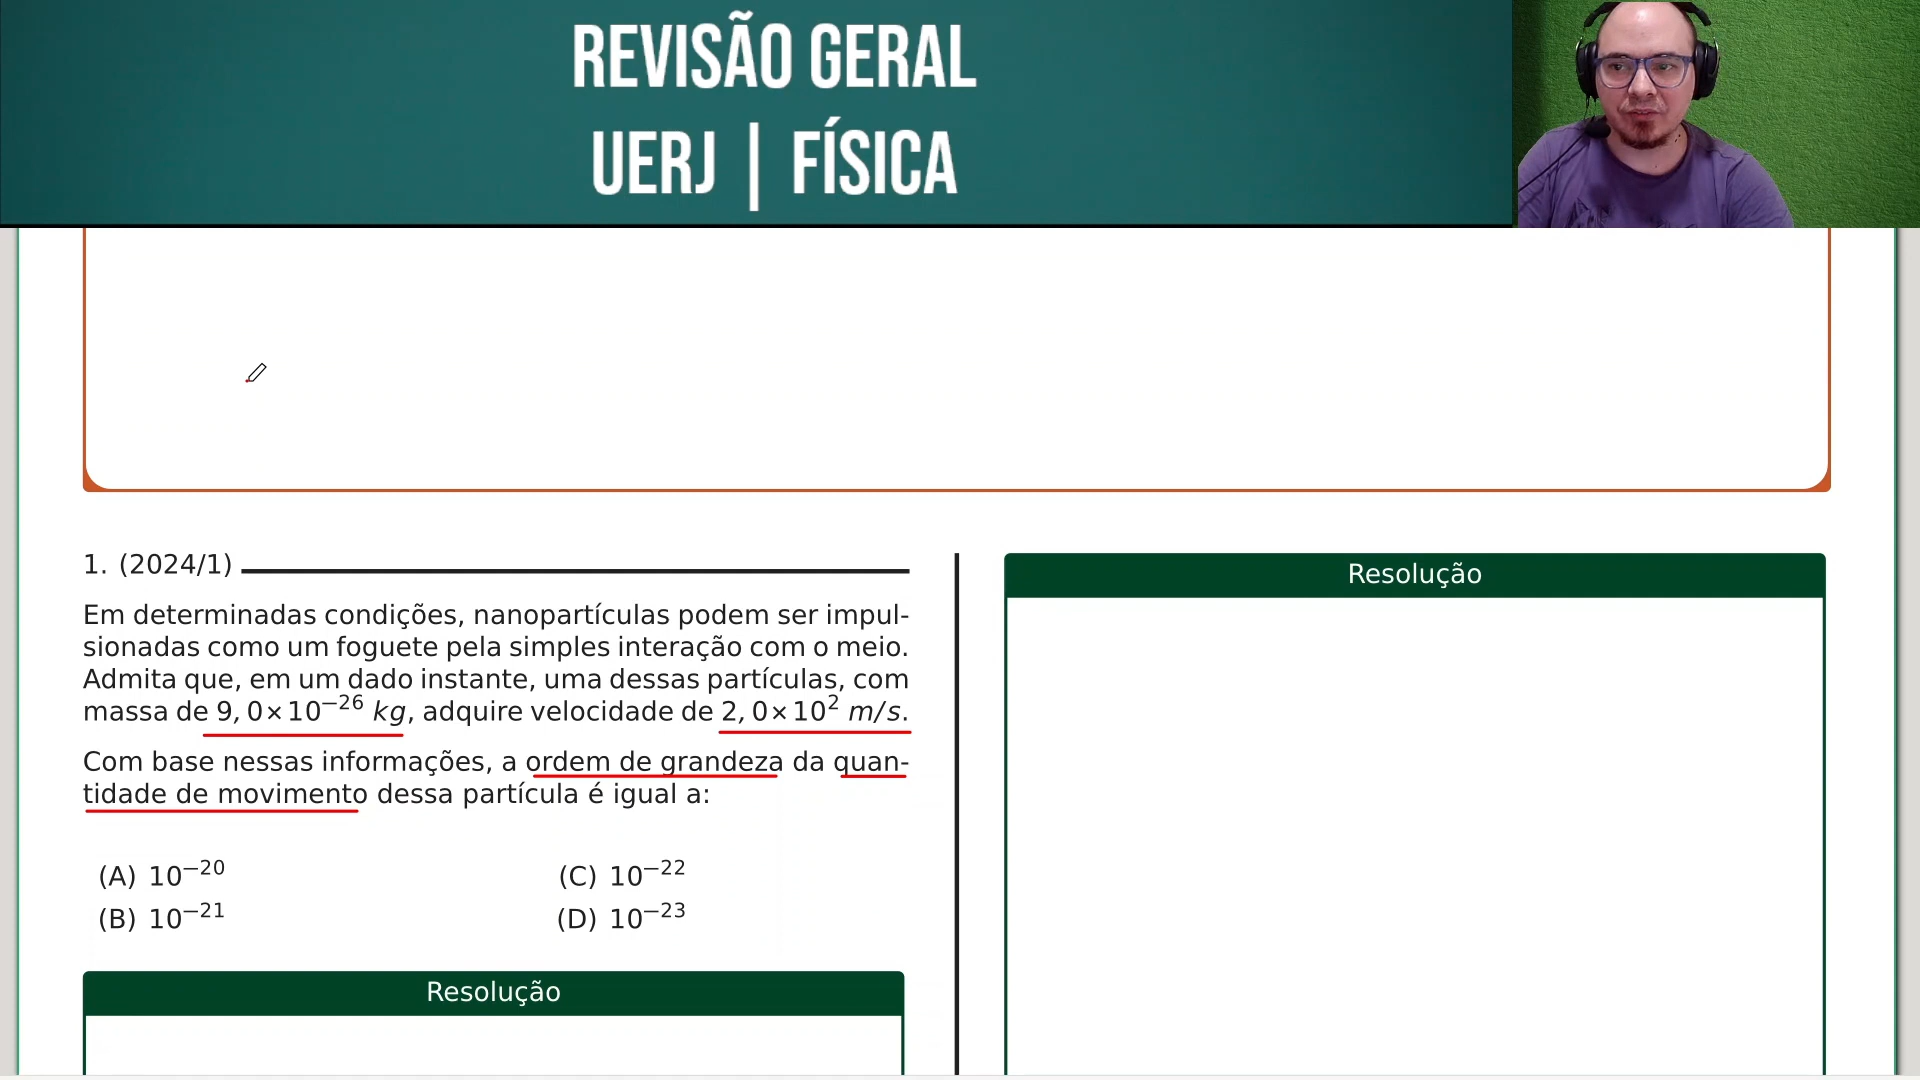 REVISÃO GERAL
UERJ | FÍSICA
1. (2024/1)
Em determinadas condições, nanopartículas podem ser impul-
sionadas como um foguete pela simples interação com o meio.
Admita que, em um dado instante, uma dessas partículas, com
massa de 9,0×10⁻²⁶ kg, adquire velocidade de 2,0×10² m/s.
Com base nessas informações, a ordem de grandeza da quan-
tidade de movimento dessa partícula é igual a:
(A) 10⁻²⁰ (C) 10⁻²²
(B) 10⁻²¹ (D) 10⁻²³
Resolução
Resolução